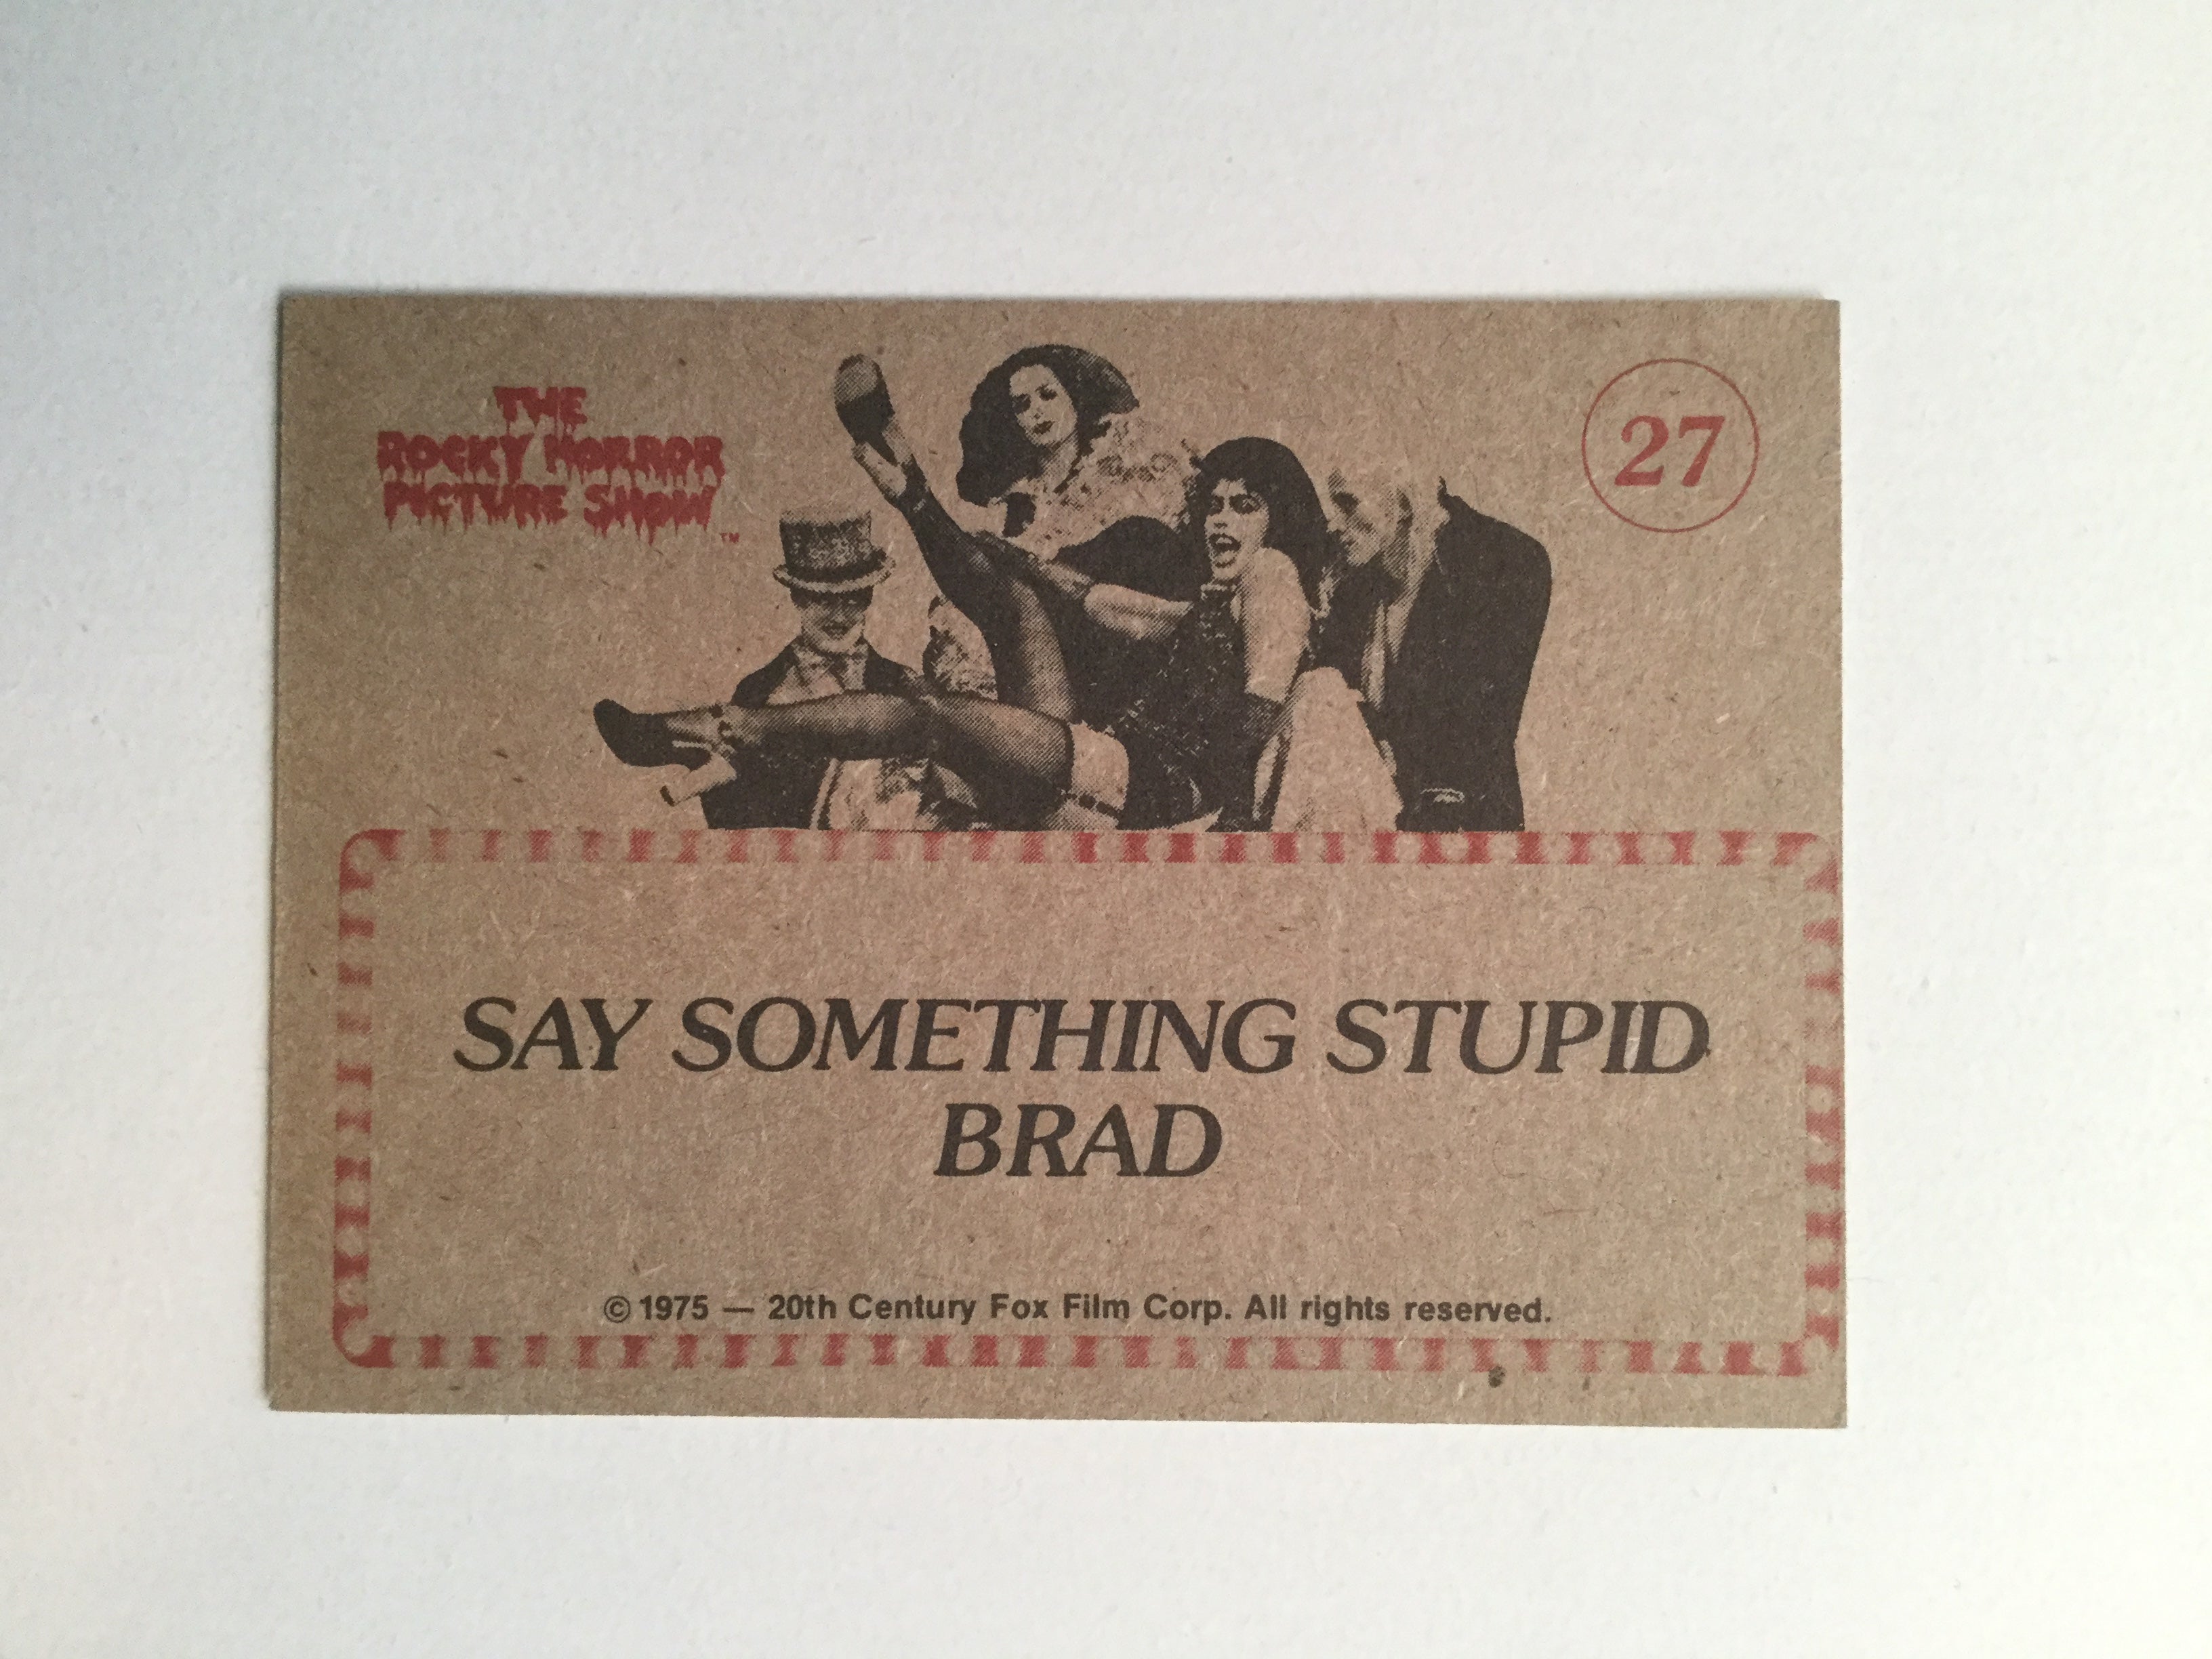 THE
ROCKY HORROR
PICTURE SHOW
TM
27
SAY SOMETHING STUPID
BRAD
© 1975 — 20th Century Fox Film Corp. All rights reserved.